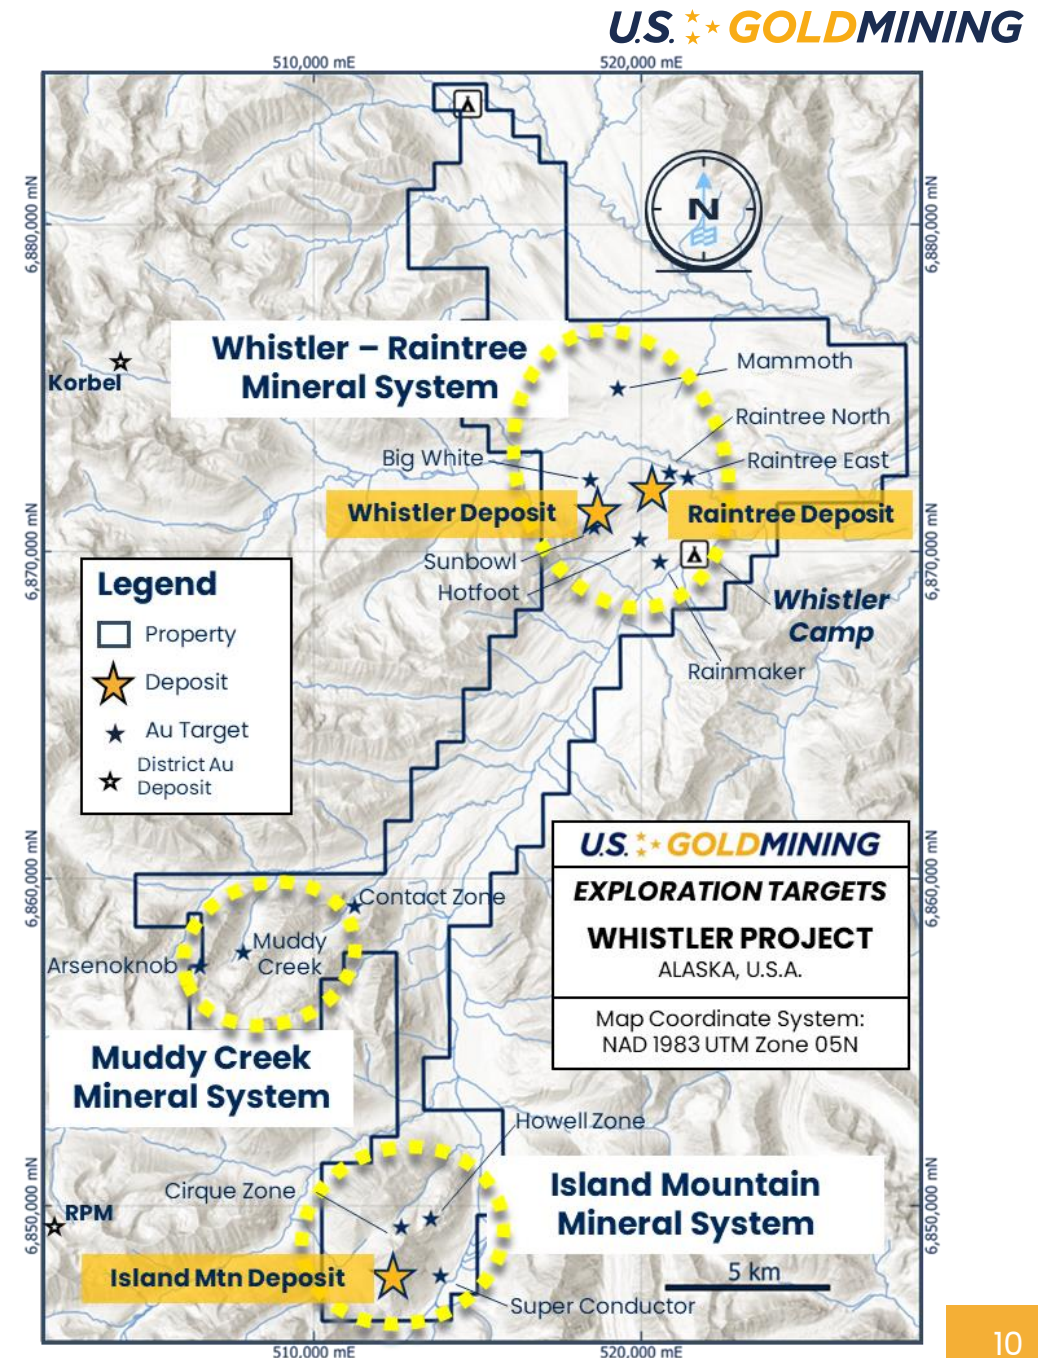 U.S. GOLDMINING
510,000 mE
520,000 mE
6,880,000 mN
6,880,000 mN
N
Whistler – Raintree
Mineral System
Korbel
Mammoth
Raintree North
Big White
Raintree East
Whistler Deposit
Raintree Deposit
6,870,000 mN
6,870,000 mN
Sunbowl
Hotfoot
Whistler
Camp
Rainmaker
Legend
Property
Deposit
Au Target
District Au
Deposit
6,860,000 mN
6,860,000 mN
U.S. GOLDMINING
EXPLORATION TARGETS
WHISTLER PROJECT
ALASKA, U.S.A.
Map Coordinate System:
NAD 1983 UTM Zone 05N
Contact Zone
Muddy
Creek
Arsenoknob
Muddy Creek
Mineral System
Howell Zone
Cirque Zone
Island Mountain
Mineral System
6,850,000 mN
6,850,000 mN
RPM
Island Mtn Deposit
5 km
Super Conductor
510,000 mE
520,000 mE
10